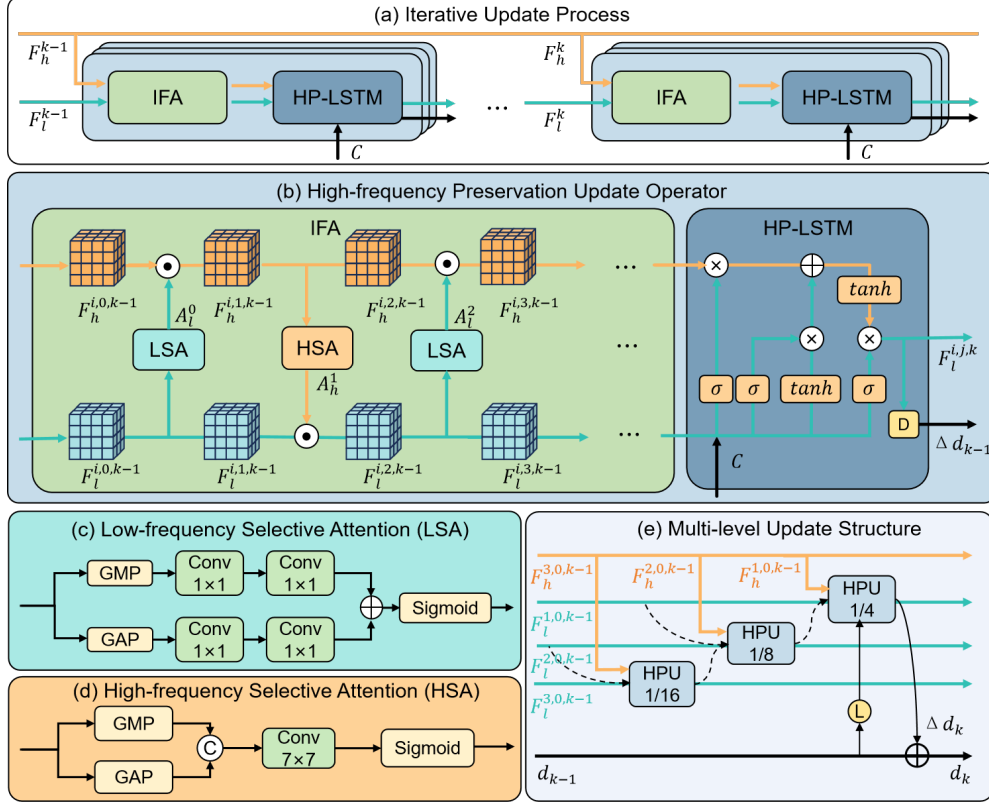 (a) Iterative Update Process
F_h^{k-1}
F_h^k
IFA
HP-LSTM
...
IFA
HP-LSTM
F_l^{k-1}
F_l^k
C
C
(b) High-frequency Preservation Update Operator
IFA
HP-LSTM
...
F_h^{i,0,k-1}
F_h^{i,1,k-1}
F_h^{i,2,k-1}
F_h^{i,3,k-1}
tanh
A_l^0
A_l^2
LSA
HSA
LSA
...
F_l^{i,j,k}
A_h^1
σ
σ
tanh
σ
D
Δ d_{k-1}
...
F_l^{i,0,k-1}
F_l^{i,1,k-1}
F_l^{i,2,k-1}
F_l^{i,3,k-1}
C
(c) Low-frequency Selective Attention (LSA)
GMP
Conv
1×1
Conv
1×1
Sigmoid
GAP
Conv
1×1
Conv
1×1
(d) High-frequency Selective Attention (HSA)
GMP
C
Conv
7×7
Sigmoid
GAP
(e) Multi-level Update Structure
F_h^{3,0,k-1}
F_h^{2,0,k-1}
F_h^{1,0,k-1}
HPU
1/4
F_l^{1,0,k-1}
HPU
1/8
F_l^{2,0,k-1}
HPU
1/16
F_l^{3,0,k-1}
L
Δ d_k
d_{k-1}
d_k